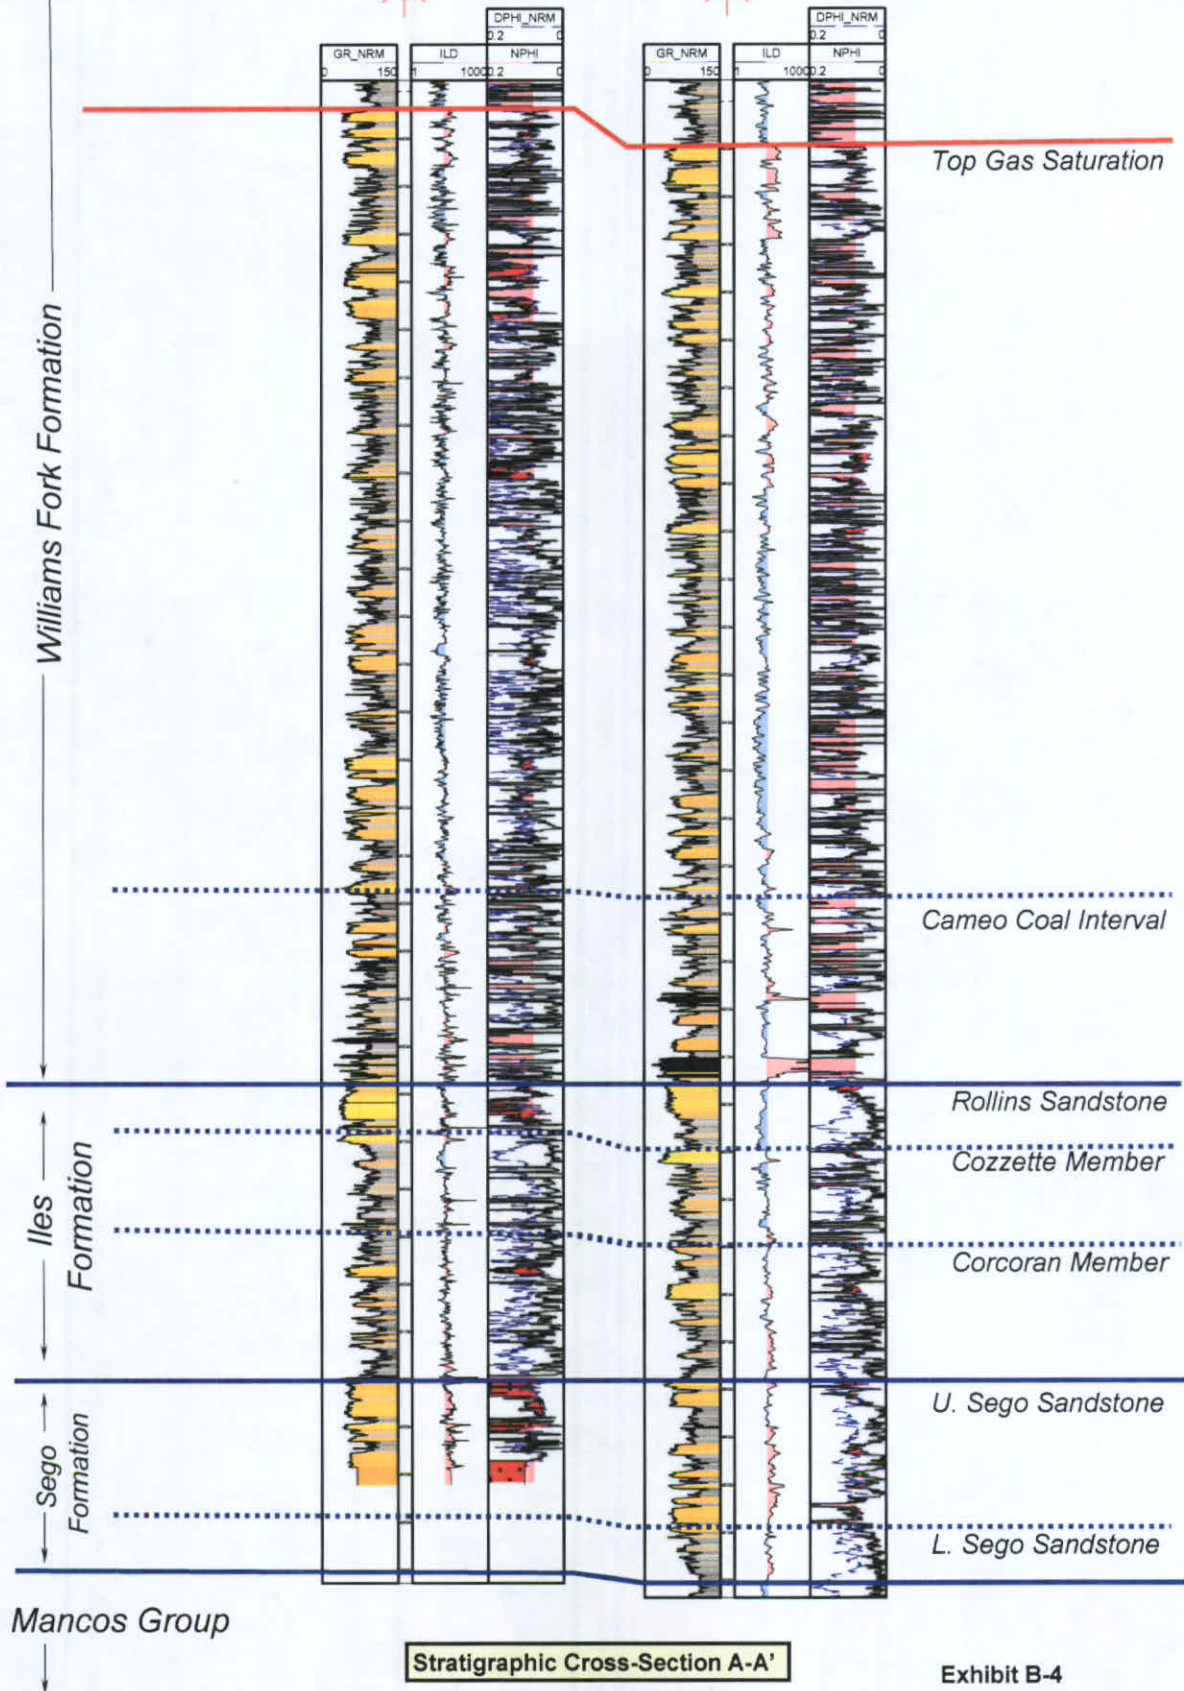 DPHI_NRM
0.2 0
GR_NRM
0 150
ILD
1 1000
NPHI
0.2 0
DPHI_NRM
0.2 0
GR_NRM
0 150
ILD
1 1000
NPHI
0.2 0
Top Gas Saturation
Williams Fork Formation
Cameo Coal Interval
Rollins Sandstone
Cozzette Member
Iles
Formation
Corcoran Member
U. Sego Sandstone
Sego
Formation
L. Sego Sandstone
Mancos Group
Stratigraphic Cross-Section A-A'
Exhibit B-4